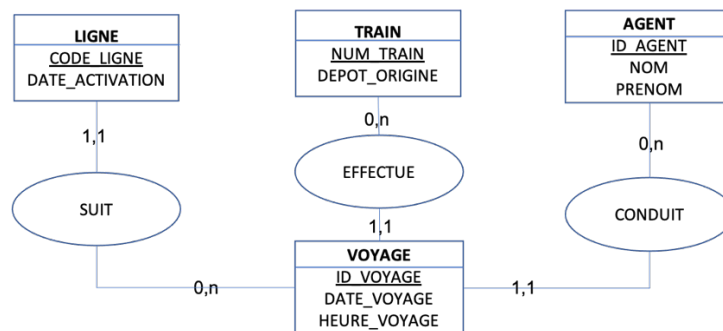 LIGNE
CODE_LIGNE
DATE_ACTIVATION
TRAIN
NUM_TRAIN
DEPOT_ORIGINE
AGENT
ID_AGENT
NOM
PRENOM
1,1
0,n
0,n
SUIT
EFFECTUE
CONDUIT
1,1
0,n
1,1
VOYAGE
ID_VOYAGE
DATE_VOYAGE
HEURE_VOYAGE